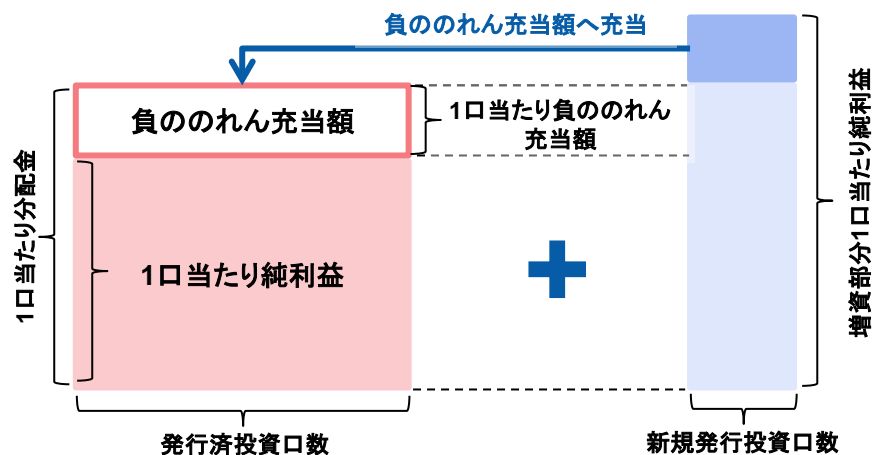 負ののれん充当額へ充当
負ののれん充当額
1口当たり負ののれん
充当額
1口当たり分配金
1口当たり純利益
増資部分1口当たり純利益
発行済投資口数
新規発行投資口数